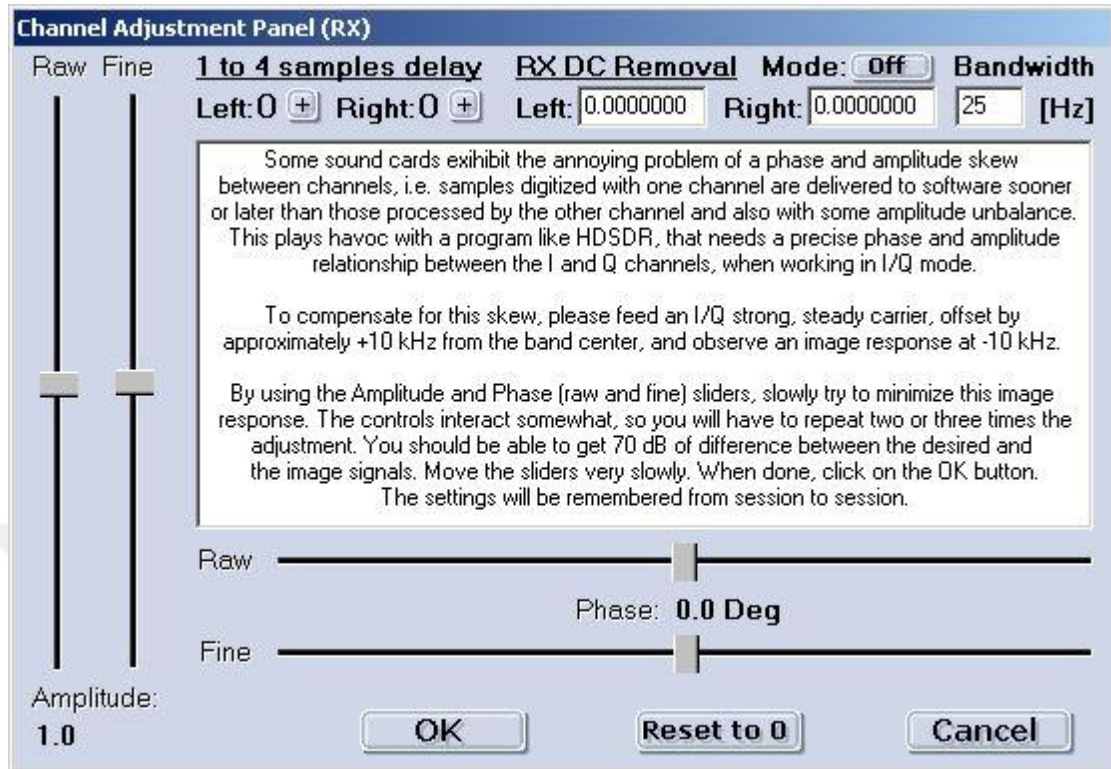 Channel Adjustment Panel (RX)
Raw Fine 1 to 4 samples delay RX DC Removal Mode: Off Bandwidth
Left: 0 + Right: 0 + Left: 0.0000000 Right: 0.0000000 25 [Hz]
Some sound cards exihibit the annoying problem of a phase and amplitude skew
between channels, i.e. samples digitized with one channel are delivered to software sooner
or later than those processed by the other channel and also with some amplitude unbalance.
This plays havoc with a program like HDSDR, that needs a precise phase and amplitude
relationship between the I and Q channels, when working in I/Q mode.
To compensate for this skew, please feed an I/Q strong, steady carrier, offset by
approximately +10 kHz from the band center, and observe an image response at -10 kHz.
By using the Amplitude and Phase (raw and fine) sliders, slowly try to minimize this image
response. The controls interact somewhat, so you will have to repeat two or three times the
adjustment. You should be able to get 70 dB of difference between the desired and
the image signals. Move the sliders very slowly. When done, click on the OK button.
The settings will be remembered from session to session.
Raw
Phase: 0.0 Deg
Fine
Amplitude:
1.0
OK Reset to 0 Cancel